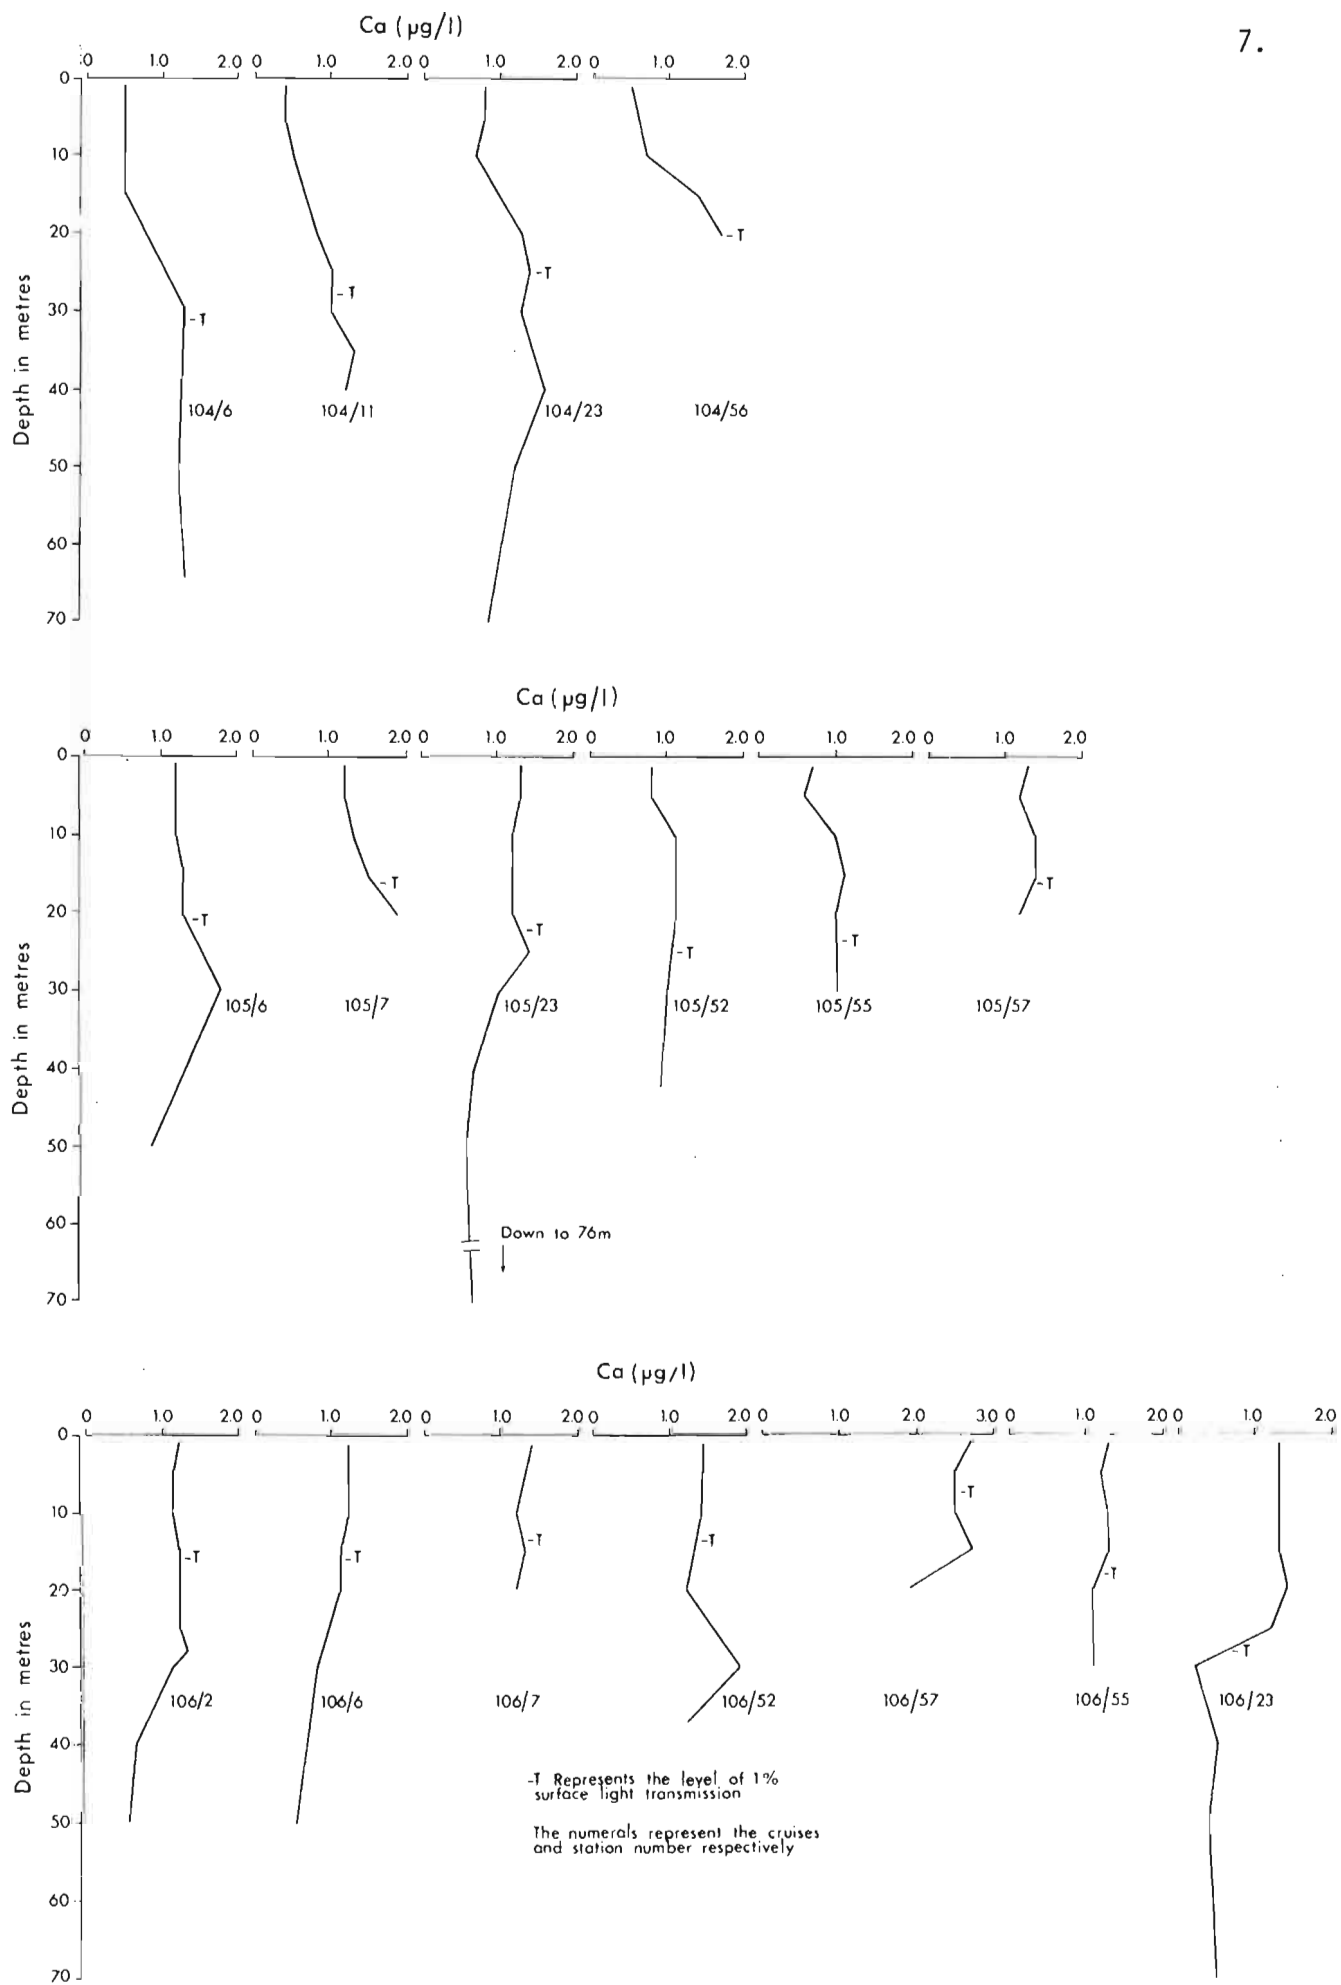 7.
Ca (µg/l)
0 1.0 2.0 0 1.0 2.0 0 1.0 2.0 0 1.0 2.0
0
10
20
30
40
50
60
70
Depth in metres
-T
-T
-T
-T
104/6 104/11 104/23 104/56
Ca (µg/l)
0 1.0 2.0 0 1.0 2.0 0 1.0 2.0 0 1.0 2.0 0 1.0 2.0 0 1.0 2.0
0
10
20
30
40
50
60
70
Depth in metres
-T
-T
-T
-T
-T
-T
105/6 105/7 105/23 105/52 105/55 105/57
Down to 76m
Ca (µg/l)
0 1.0 2.0 0 1.0 2.0 0 1.0 2.0 0 1.0 2.0 0 1.0 2.0 3.0 0 1.0 2.0 0 1.0 2.0
0
10
20
30
40
50
60
70
Depth in metres
-T
-T
-T
-T
-T
-T
-T
106/2 106/6 106/7 106/52 106/57 106/55 106/23
-T Represents the level of 1%
surface light transmission
The numerals represent the cruises
and station number respectively